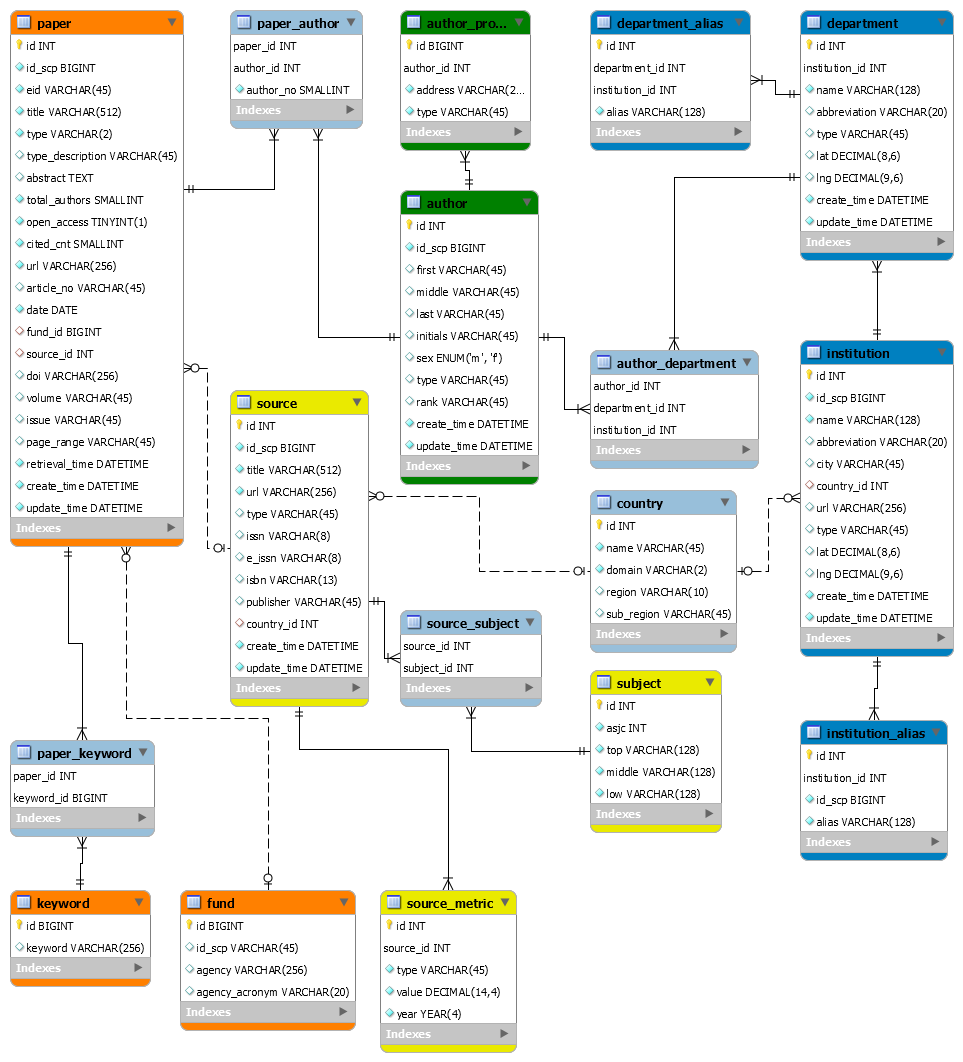 paper
id INT
id_scp BIGINT
eid VARCHAR(45)
title VARCHAR(512)
type VARCHAR(2)
type_description VARCHAR(45)
abstract TEXT
total_authors SMALLINT
open_access TINYINT(1)
cited_cnt SMALLINT
url VARCHAR(256)
article_no VARCHAR(45)
date DATE
fund_id BIGINT
source_id INT
doi VARCHAR(256)
volume VARCHAR(45)
issue VARCHAR(45)
page_range VARCHAR(45)
retrieval_time DATETIME
create_time DATETIME
update_time DATETIME
Indexes
paper_author
paper_id INT
author_id INT
author_no SMALLINT
Indexes
author_pro...
id BIGINT
author_id INT
address VARCHAR(2...
type VARCHAR(45)
Indexes
department_alias
id INT
department_id INT
institution_id INT
alias VARCHAR(128)
Indexes
department
id INT
institution_id INT
name VARCHAR(128)
abbreviation VARCHAR(20)
type VARCHAR(45)
lat DECIMAL(8,6)
lng DECIMAL(9,6)
create_time DATETIME
update_time DATETIME
Indexes
author
id INT
id_scp BIGINT
first VARCHAR(45)
middle VARCHAR(45)
last VARCHAR(45)
initials VARCHAR(45)
sex ENUM('m', 'f')
type VARCHAR(45)
rank VARCHAR(45)
create_time DATETIME
update_time DATETIME
Indexes
author_department
author_id INT
department_id INT
institution_id INT
Indexes
institution
id INT
id_scp BIGINT
name VARCHAR(128)
abbreviation VARCHAR(20)
city VARCHAR(45)
country_id INT
url VARCHAR(256)
type VARCHAR(45)
lat DECIMAL(8,6)
lng DECIMAL(9,6)
create_time DATETIME
update_time DATETIME
Indexes
source
id INT
id_scp BIGINT
title VARCHAR(512)
url VARCHAR(256)
type VARCHAR(45)
issn VARCHAR(8)
e_issn VARCHAR(8)
isbn VARCHAR(13)
publisher VARCHAR(45)
country_id INT
create_time DATETIME
update_time DATETIME
Indexes
country
id INT
name VARCHAR(45)
domain VARCHAR(2)
region VARCHAR(10)
sub_region VARCHAR(45)
Indexes
source_subject
source_id INT
subject_id INT
Indexes
subject
id INT
asjc INT
top VARCHAR(128)
middle VARCHAR(128)
low VARCHAR(128)
Indexes
institution_alias
id INT
institution_id INT
id_scp BIGINT
alias VARCHAR(128)
Indexes
paper_keyword
paper_id INT
keyword_id BIGINT
Indexes
keyword
id BIGINT
keyword VARCHAR(256)
Indexes
fund
id BIGINT
id_scp VARCHAR(45)
agency VARCHAR(256)
agency_acronym VARCHAR(20)
Indexes
source_metric
id INT
source_id INT
type VARCHAR(45)
value DECIMAL(14,4)
year YEAR(4)
Indexes